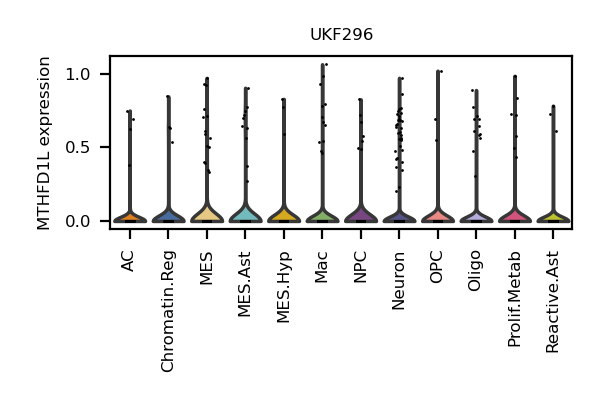 UKF296
MTHFD1L expression
1.0
0.5
0.0
AC
Chromatin.Reg
MES
MES.Ast
MES.Hyp
Mac
NPC
Neuron
OPC
Oligo
Prolif.Metab
Reactive.Ast